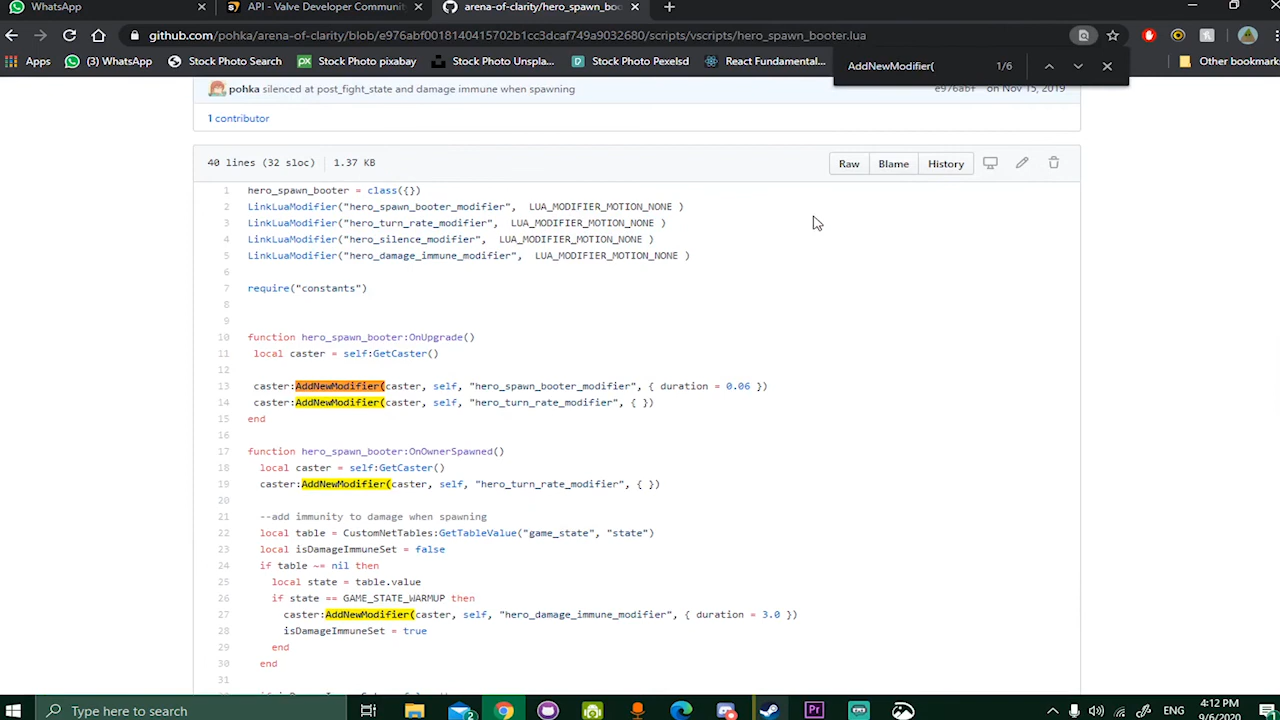 WhatsApp
API - Valve Developer Communit
arena-of-clarity/hero_spawn_boo
github.com/pohka/arena-of-clarity/blob/e976abf0018140415702b1cc3dcaf749a9032680/scripts/vscripts/hero_spawn_booter.lua
Apps
(3) WhatsApp
Stock Photo Search
Stock Photo pixabay
Stock Photo Unsplas...
Stock Photo Pexend
React Fundamental...
AddNewModifier(
1/6
Other bookmarks
pohka silenced at post_fight_state and damage immune when spawning
e976abf on Nov 15, 2019
1 contributor
40 lines (32 sloc) 1.37 KB
Raw Blame History
1 hero_spawn_booter = class({})
2 LinkLuaModifier("hero_spawn_booter_modifier", LUA_MODIFIER_MOTION_NONE )
3 LinkLuaModifier("hero_turn_rate_modifier", LUA_MODIFIER_MOTION_NONE )
4 LinkLuaModifier("hero_silence_modifier", LUA_MODIFIER_MOTION_NONE )
5 LinkLuaModifier("hero_damage_immune_modifier", LUA_MODIFIER_MOTION_NONE )
6
7 require("constants")
8
9
10 function hero_spawn_booter:OnUpgrade()
11 local caster = self:GetCaster()
12
13 caster:AddNewModifier(caster, self, "hero_spawn_booter_modifier", { duration = 0.06 })
14 caster:AddNewModifier(caster, self, "hero_turn_rate_modifier", { })
15 end
16
17 function hero_spawn_booter:OnOwnerSpawned()
18 local caster = self:GetCaster()
19 caster:AddNewModifier(caster, self, "hero_turn_rate_modifier", { })
20
21 --add immunity to damage when spawning
22 local table = CustomNetTables:GetTableValue("game_state", "state")
23 local isDamageImmuneSet = false
24 if table ~= nil then
25 local state = table.value
26 if state == GAME_STATE_WARMUP then
27 caster:AddNewModifier(caster, self, "hero_damage_immune_modifier", { duration = 3.0 })
28 isDamageImmuneSet = true
29 end
30 end
31
Type here to search
ENG
4:12 PM
9/6/2020